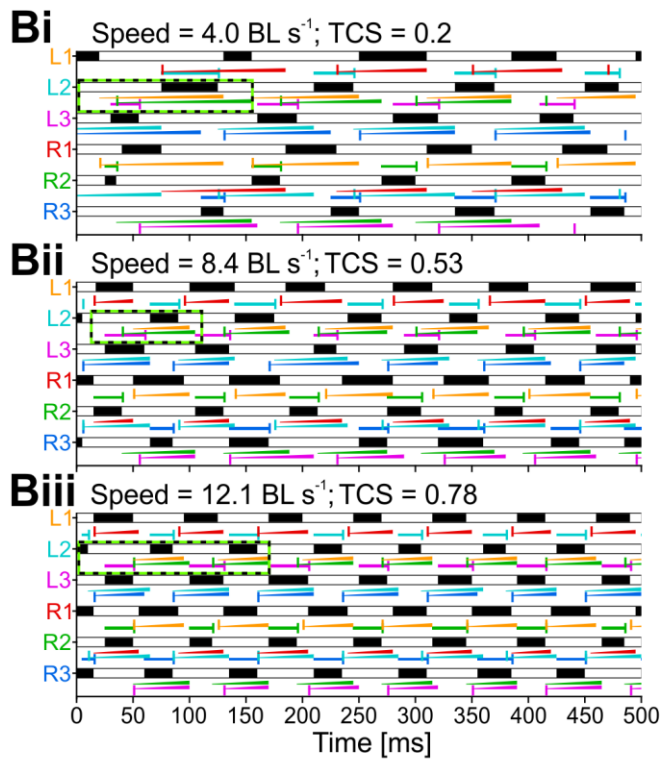 Bi Speed = 4.0 BL s⁻¹; TCS = 0.2
L1
L2
L3
R1
R2
R3
Bii Speed = 8.4 BL s⁻¹; TCS = 0.53
L1
L2
L3
R1
R2
R3
Biii Speed = 12.1 BL s⁻¹; TCS = 0.78
L1
L2
L3
R1
R2
R3
0 50 100 150 200 250 300 350 400 450 500
Time [ms]